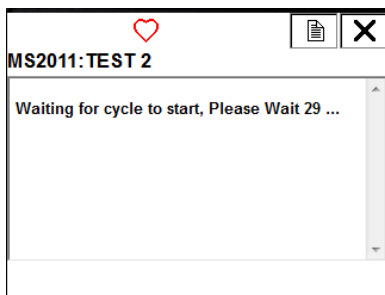 MS2011:TEST 2
Waiting for cycle to start, Please Wait 29 ...